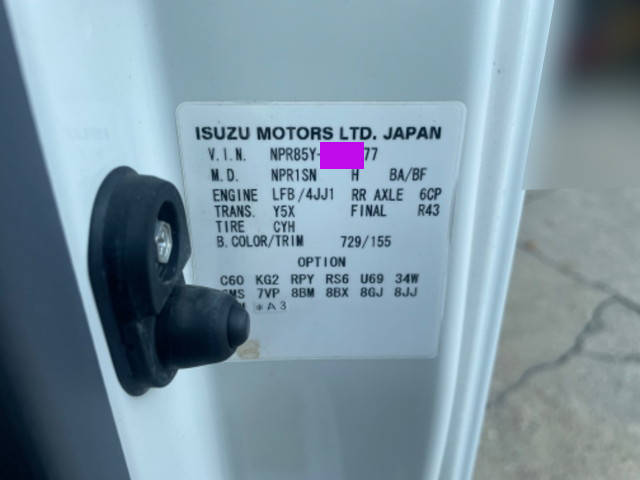 ISUZU MOTORS LTD. JAPAN
V.I.N. NPR85Y- 77
M.D. NPR1SN H BA/BF
ENGINE LFB/4JJ1 RR AXLE 6CP
TRANS. Y5X FINAL R43
TIRE CYH
B.COLOR/TRIM 729/155
OPTION
C60 KG2 RPY RS6 U69 34W
7VP 8BM 8BX 8GJ 8JJ
*A3